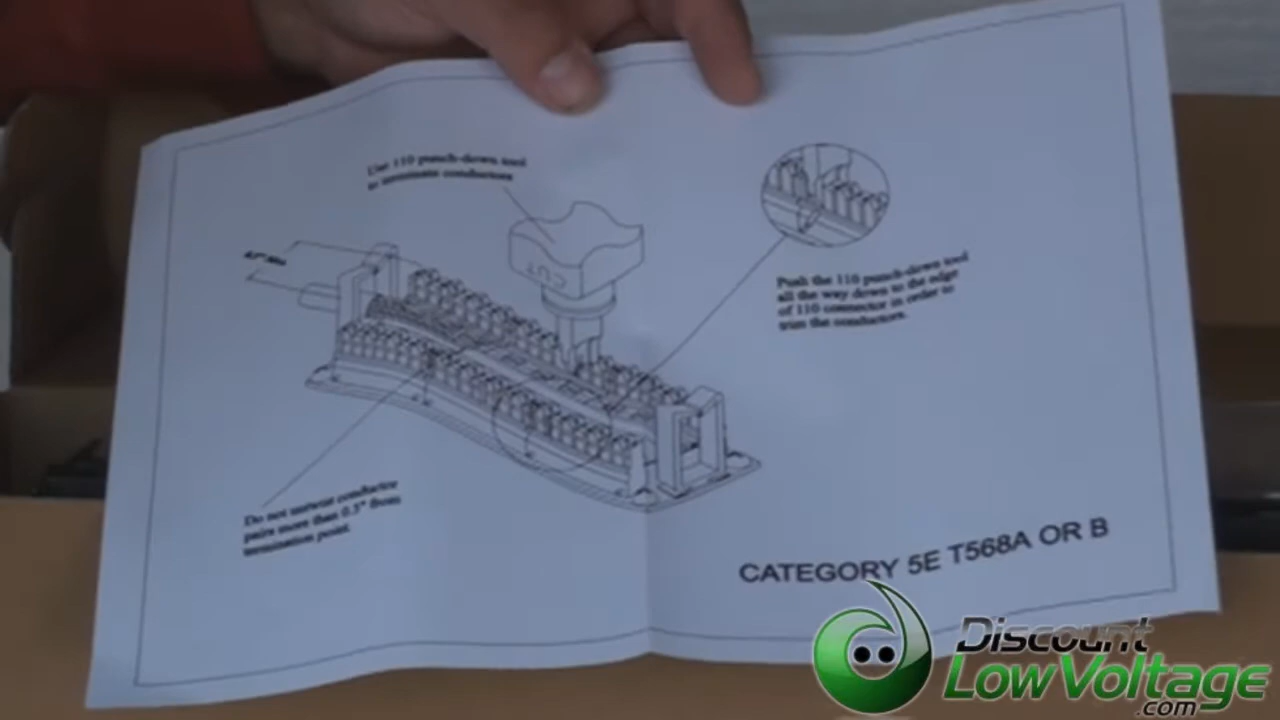 Use 110 punch-down tool
to terminate conductors
CUT
Push the 110 punch-down tool
all the way down to the edge
of 110 connector in order to
trim the conductors.
Do not untwist conductor
pairs more than 0.5" from
termination point.
CATEGORY 5E T568A OR B
Discount
LowVoltage
.com